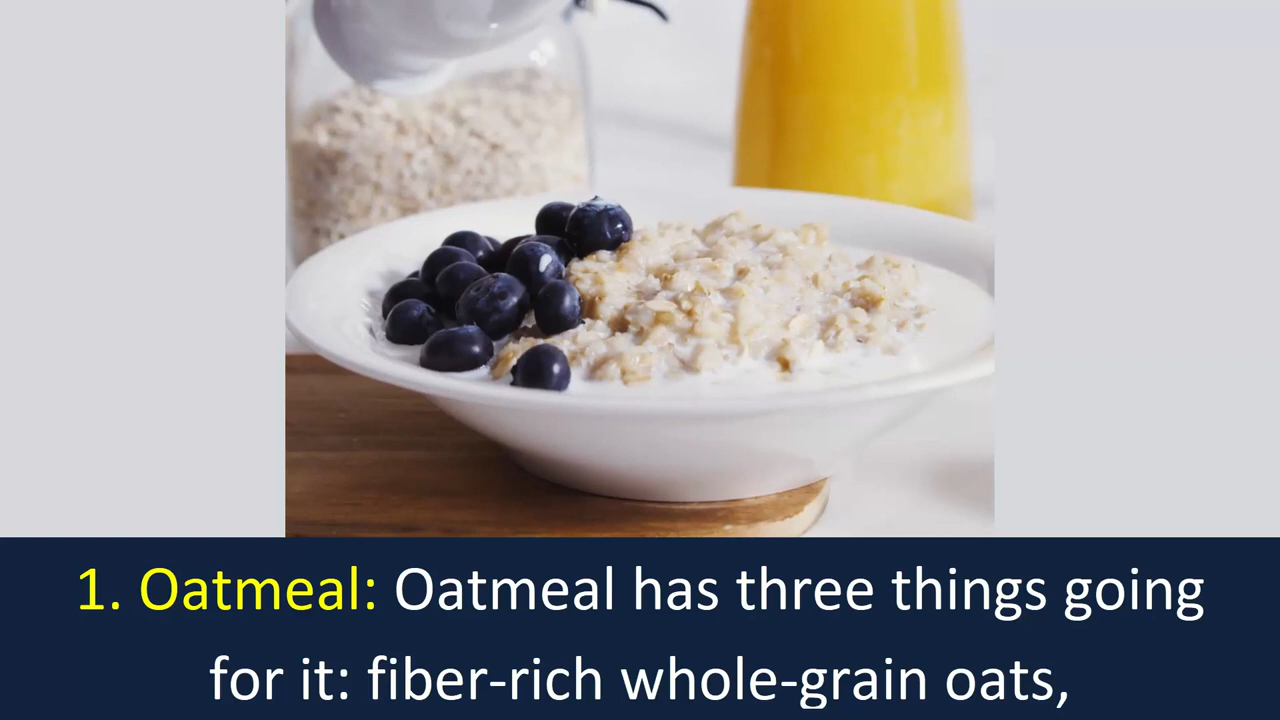 1. Oatmeal: Oatmeal has three things going
for it: fiber-rich whole-grain oats,